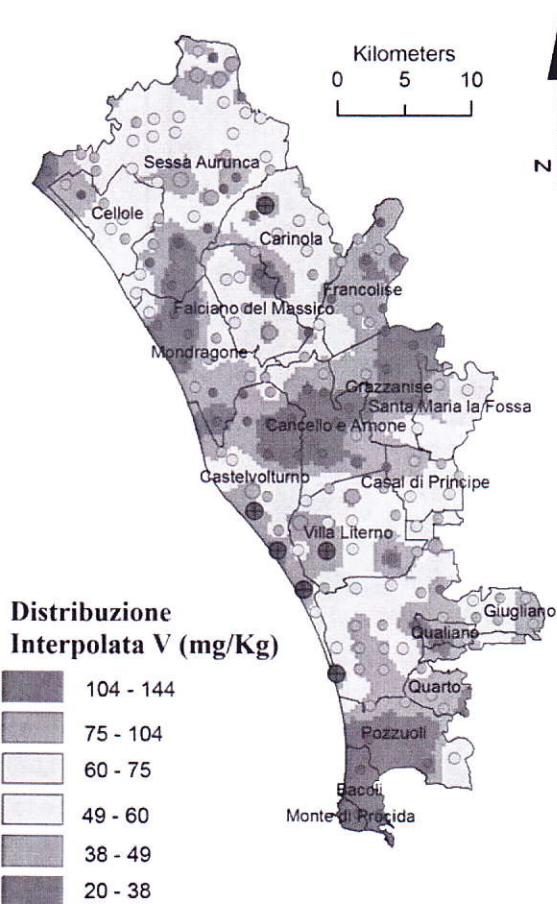 Kilometers
0 5 10
N
Sessa Aurunca
Cellole
Carinola
Francolise
Falciano del Massico
Mondragone
Grazzanise
Santa Maria la Fossa
Cancello e Arnone
Castelvolturno
Casal di Principe
Villa Literno
Giugliano
Qualiano
Quarto
Pozzuoli
Bacoli
Monte di Procida
Distribuzione
Interpolata V (mg/Kg)
104 - 144
75 - 104
60 - 75
49 - 60
38 - 49
20 - 38